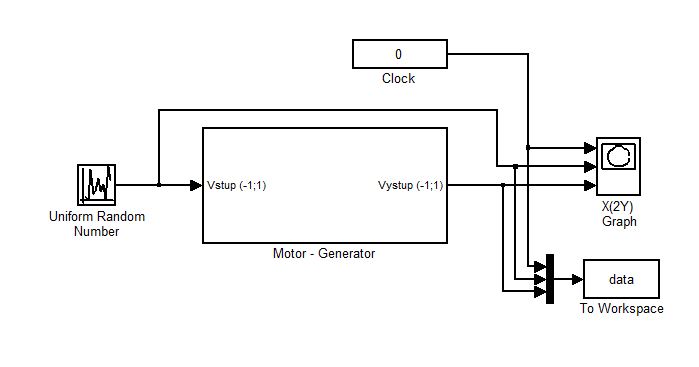 0
Clock
Vstup (-1;1)
Vystup (-1;1)
Uniform Random
Number
X(2Y)
Graph
Motor - Generator
data
To Workspace